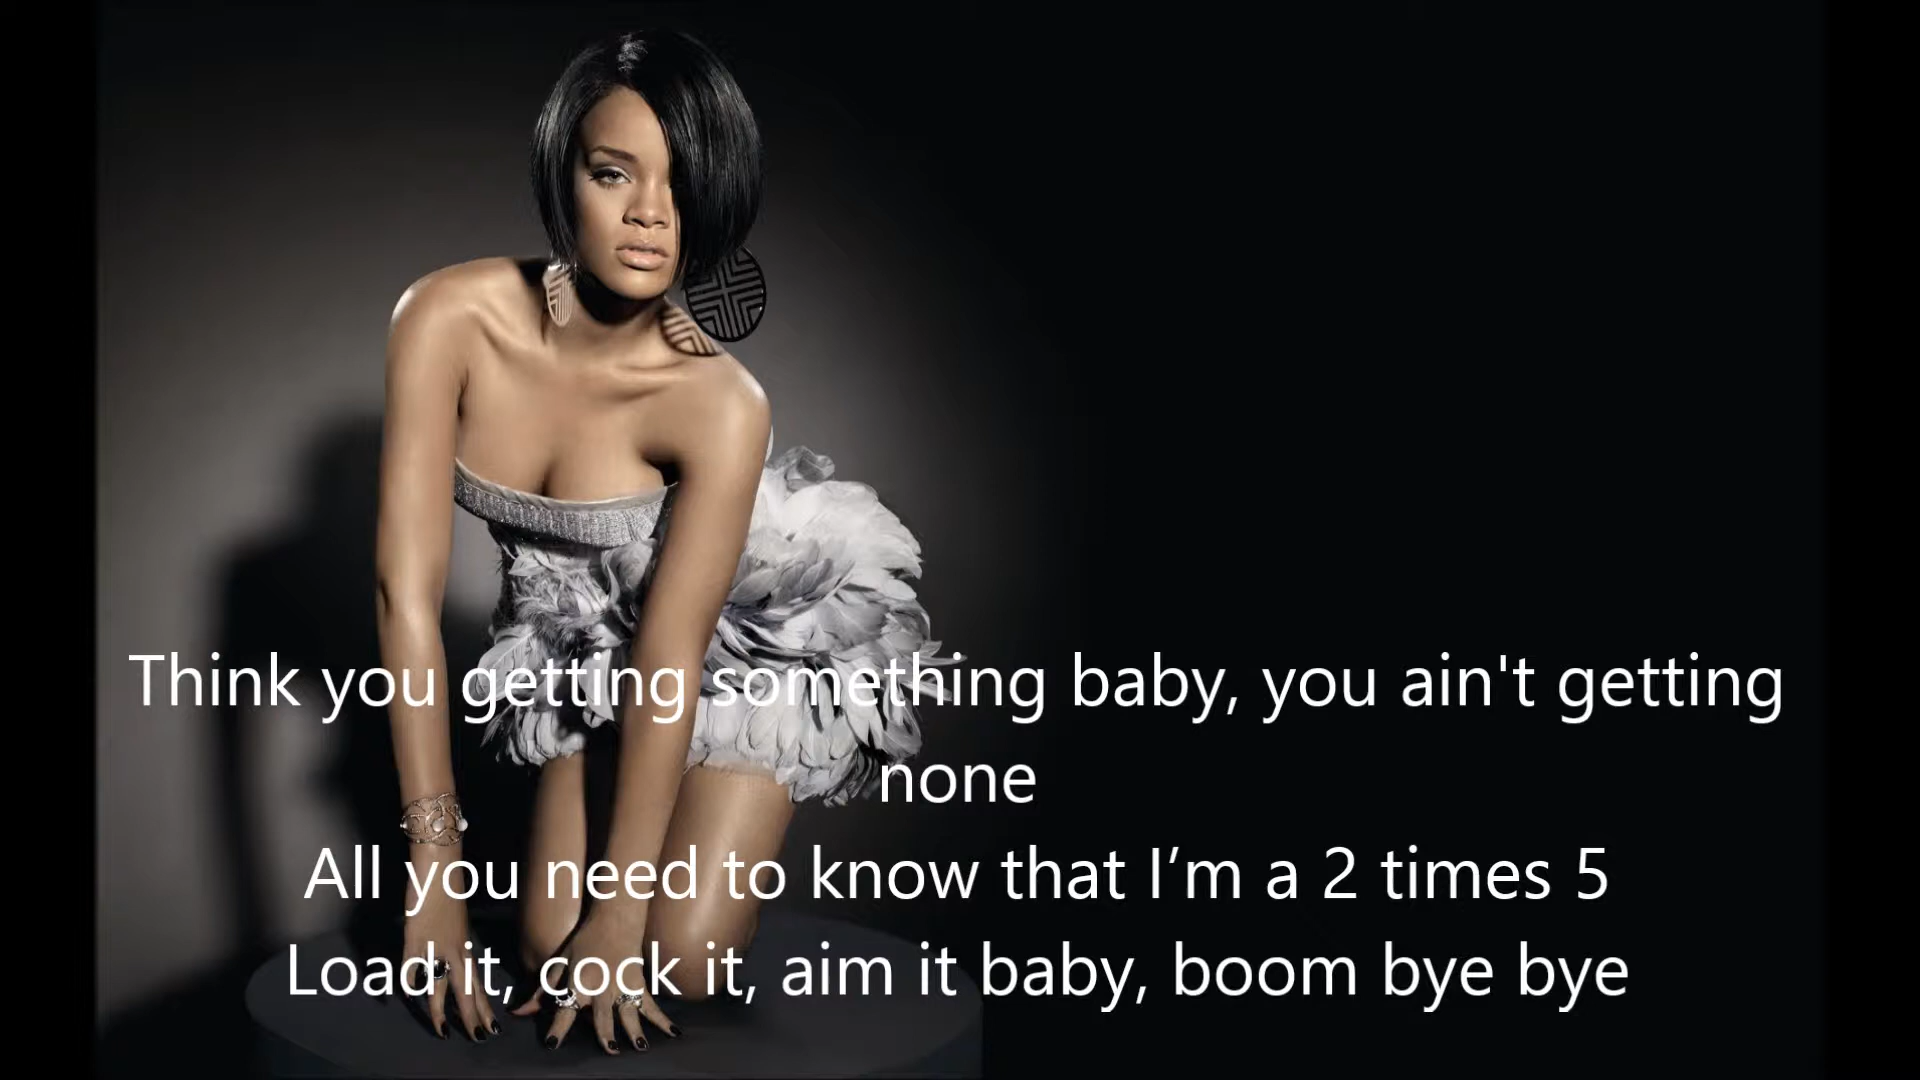 Think you getting something baby, you ain't getting
none
All you need to know that I’m a 2 times 5
Load it, cock it, aim it baby, boom bye bye